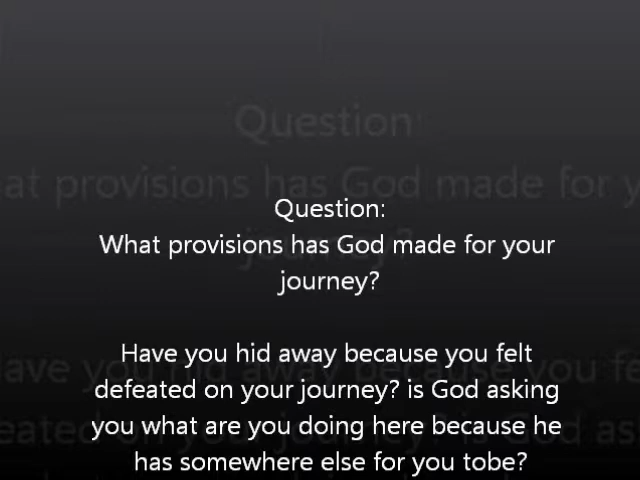 Question:
What provisions has God made for your
journey?
Have you hid away because you felt
defeated on your journey? is God asking
you what are you doing here because he
has somewhere else for you tobe?